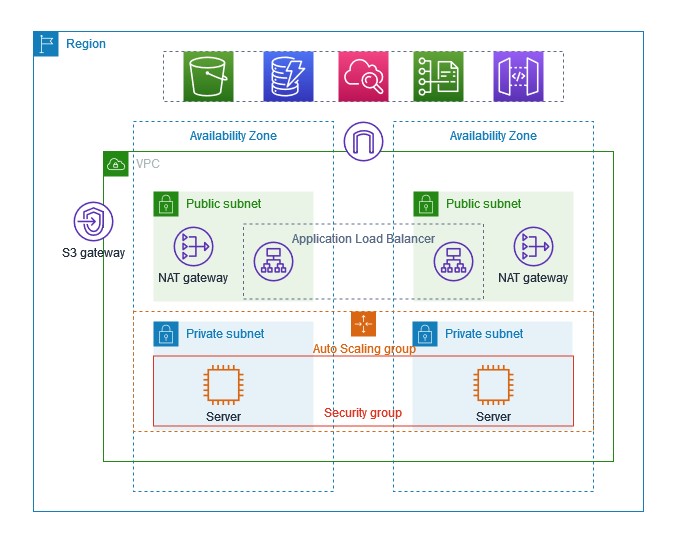 Region
Availability Zone
Availability Zone
VPC
Public subnet
Public subnet
S3 gateway
Application Load Balancer
NAT gateway
NAT gateway
Private subnet
Private subnet
Auto Scaling group
Security group
Server
Server